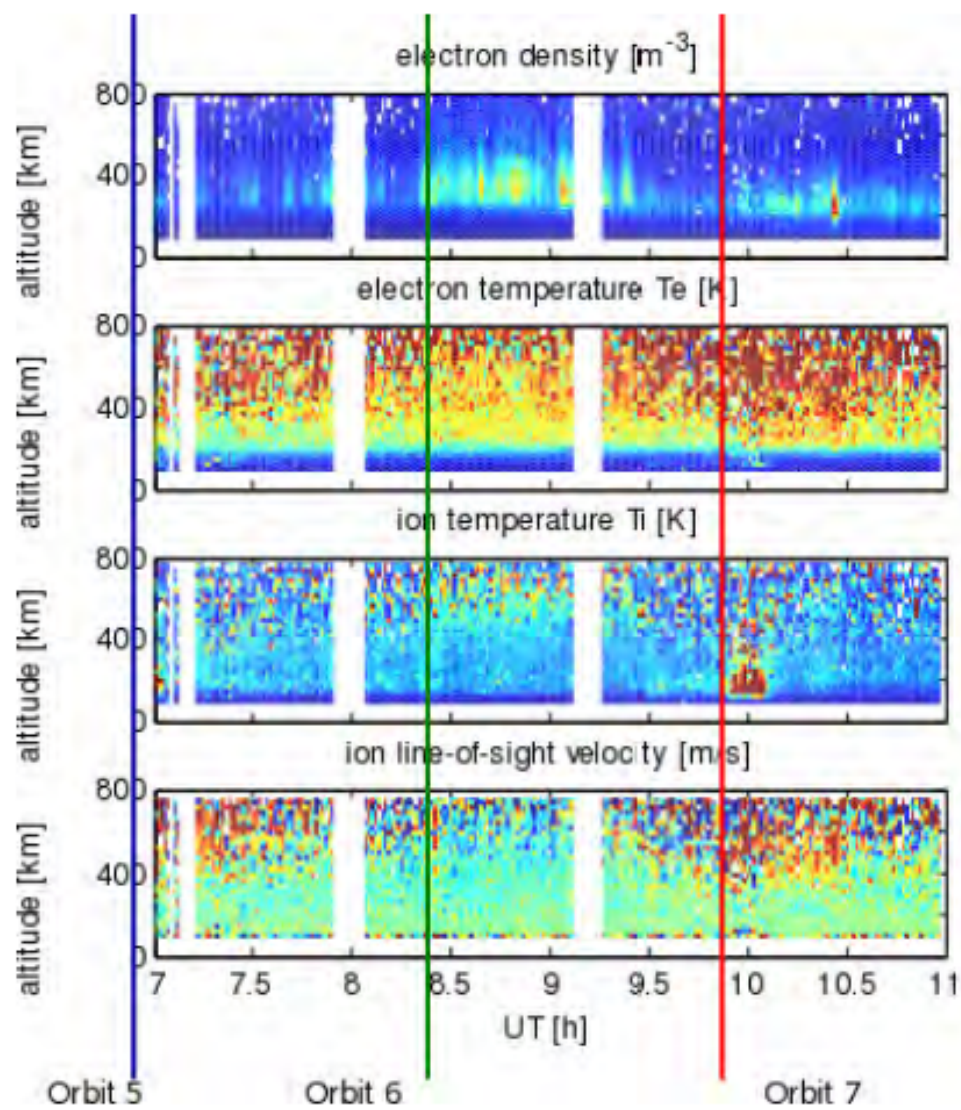 electron density [m-3]
800
400
0
altitude [km]
electron temperature Te [K]
800
400
0
altitude [km]
ion temperature Ti [K]
800
400
0
altitude [km]
ion line-of-sight velocity [m/s]
800
400
0
altitude [km]
7 7.5 8 8.5 9 9.5 10 10.5 11
UT [h]
Orbit 5 Orbit 6 Orbit 7